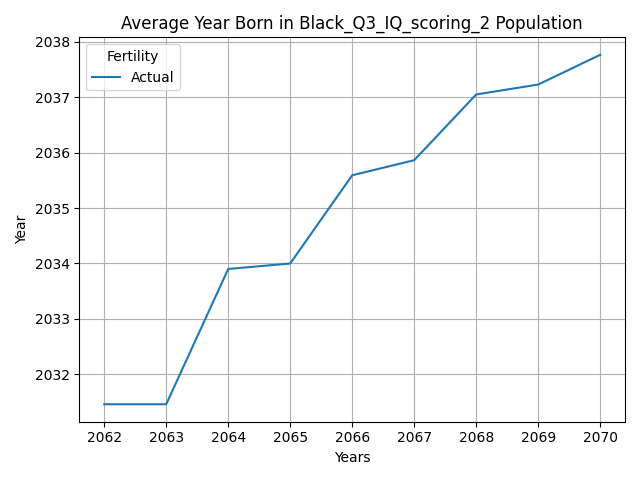 Average Year Born in Black_Q3_IQ_scoring_2 Population
Fertility
Actual
2038
2037
2036
2035
2034
2033
2032
Year
2062 2063 2064 2065 2066 2067 2068 2069 2070
Years